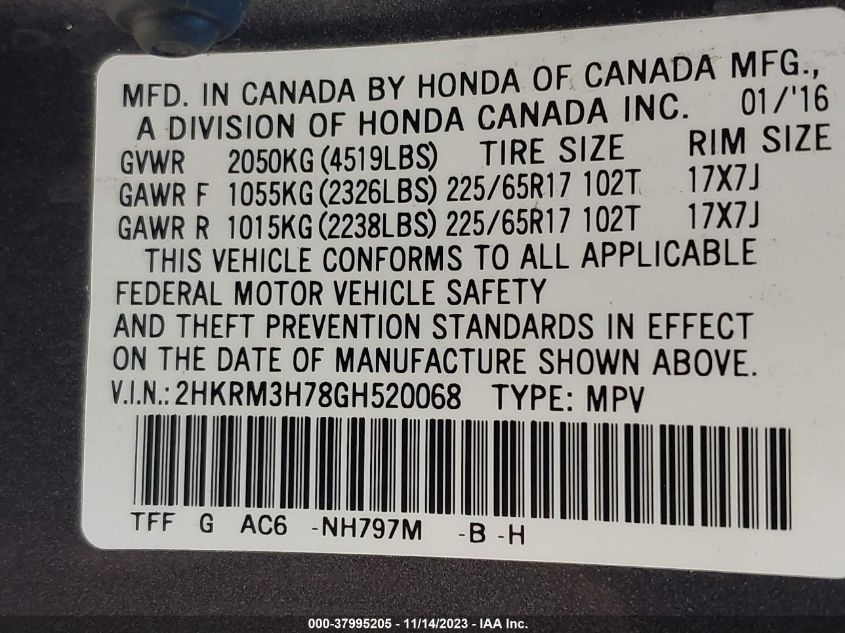 MFD. IN CANADA BY HONDA OF CANADA MFG.,
A DIVISION OF HONDA CANADA INC. 01/'16
GVWR 2050KG (4519LBS) TIRE SIZE RIM SIZE
GAWR F 1055KG (2326LBS) 225/65R17 102T 17X7J
GAWR R 1015KG (2238LBS) 225/65R17 102T 17X7J
THIS VEHICLE CONFORMS TO ALL APPLICABLE
FEDERAL MOTOR VEHICLE SAFETY
AND THEFT PREVENTION STANDARDS IN EFFECT
ON THE DATE OF MANUFACTURE SHOWN ABOVE.
V.I.N.: 2HKRM3H78GH520068 TYPE: MPV
TFF G AC6 -NH797M -B -H
000-37995205 - 11/14/2023 - IAA Inc.